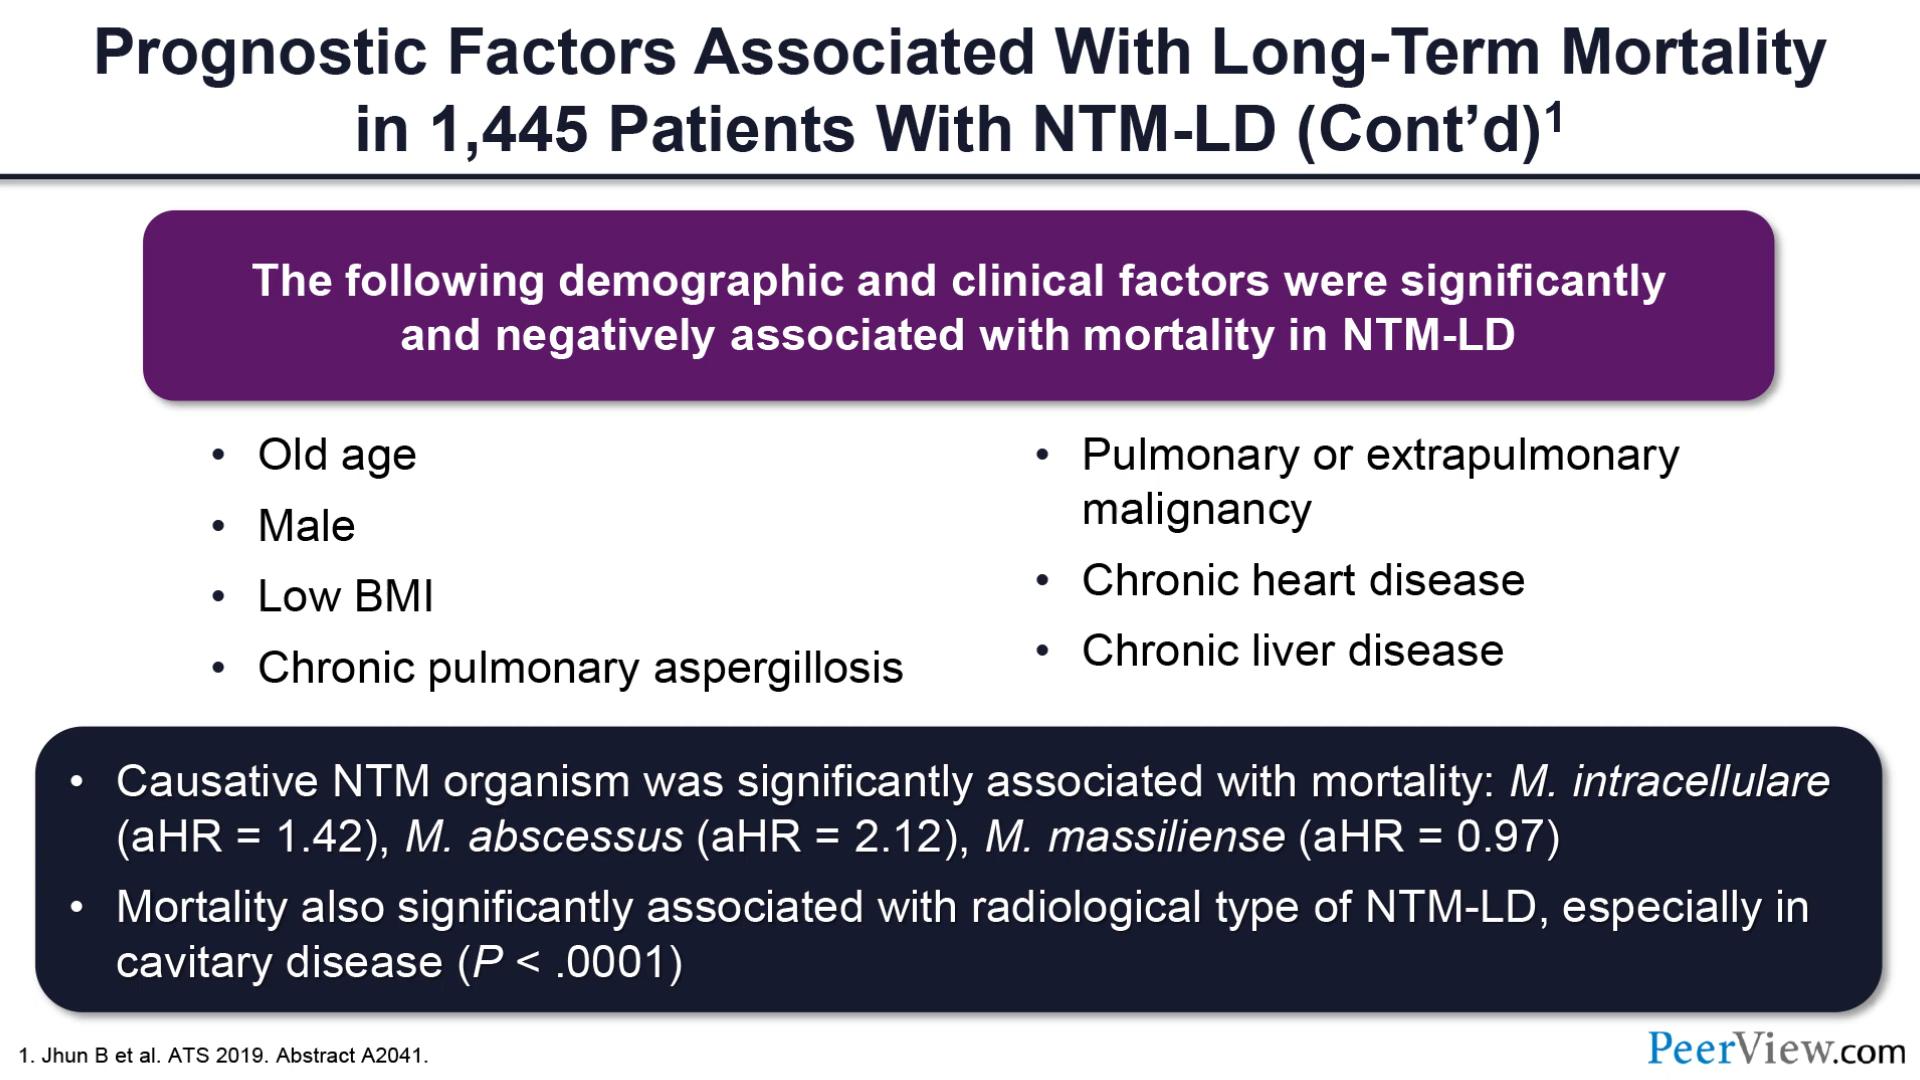 Prognostic Factors Associated With Long-Term Mortality
in 1,445 Patients With NTM-LD (Cont’d)1
The following demographic and clinical factors were significantly
and negatively associated with mortality in NTM-LD
• Old age
• Male
• Low BMI
• Chronic pulmonary aspergillosis
• Pulmonary or extrapulmonary
malignancy
• Chronic heart disease
• Chronic liver disease
• Causative NTM organism was significantly associated with mortality: M. intracellulare
(aHR = 1.42), M. abscessus (aHR = 2.12), M. massiliense (aHR = 0.97)
• Mortality also significantly associated with radiological type of NTM-LD, especially in
cavitary disease (P < .0001)
1. Jhun B et al. ATS 2019. Abstract A2041.
PeerView.com